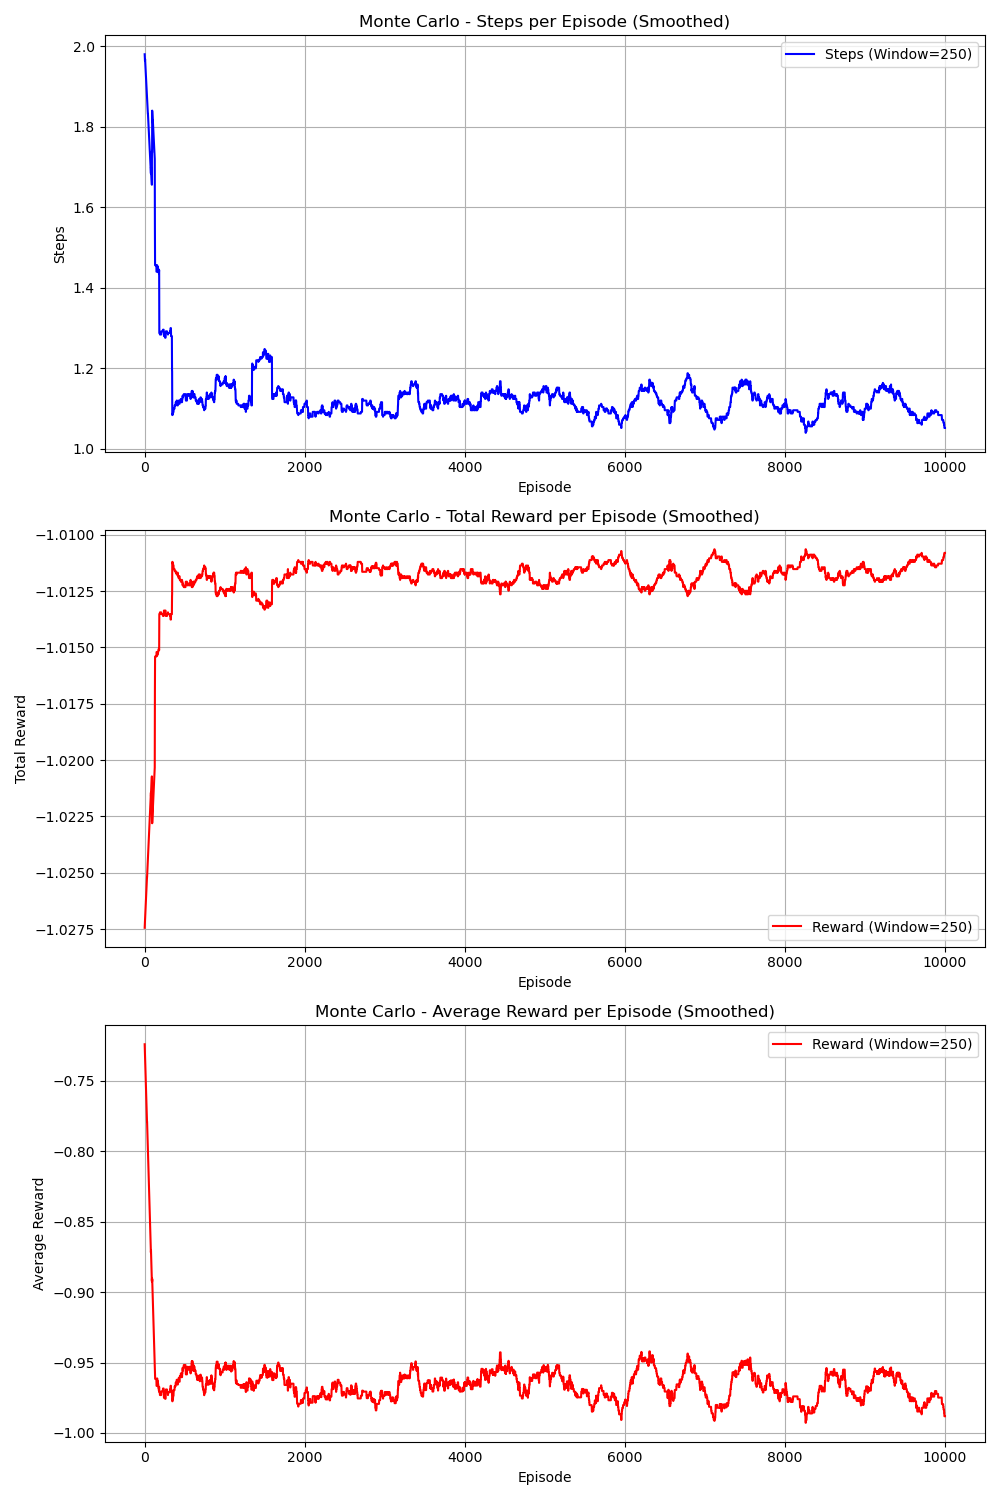 Monte Carlo - Steps per Episode (Smoothed)
Steps (Window=250)
2.0
1.8
1.6
1.4
1.2
1.0
Steps
0 2000 4000 6000 8000 10000
Episode
Monte Carlo - Total Reward per Episode (Smoothed)
−1.0100
−1.0125
−1.0150
−1.0175
−1.0200
−1.0225
−1.0250
−1.0275
Total Reward
Reward (Window=250)
0 2000 4000 6000 8000 10000
Episode
Monte Carlo - Average Reward per Episode (Smoothed)
Reward (Window=250)
−0.75
−0.80
−0.85
−0.90
−0.95
−1.00
Average Reward
0 2000 4000 6000 8000 10000
Episode